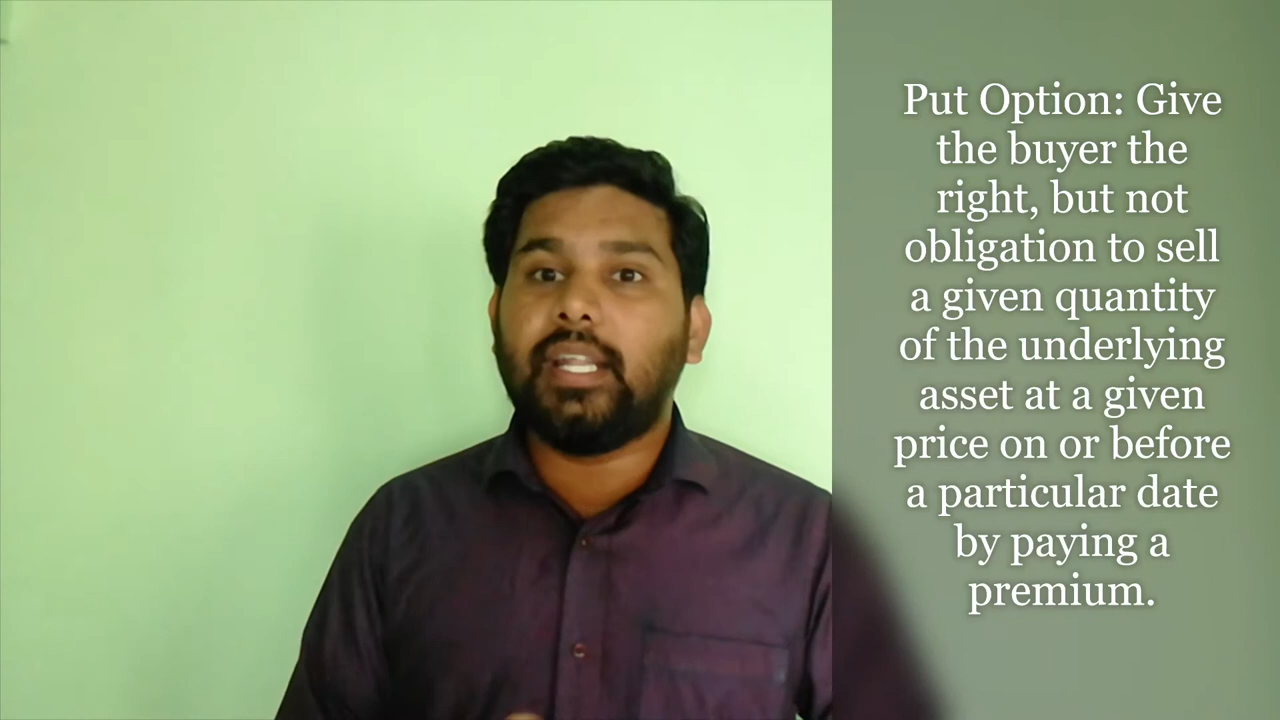 Put Option: Give
the buyer the
right, but not
obligation to sell
a given quantity
of the underlying
asset at a given
price on or before
a particular date
by paying a
premium.